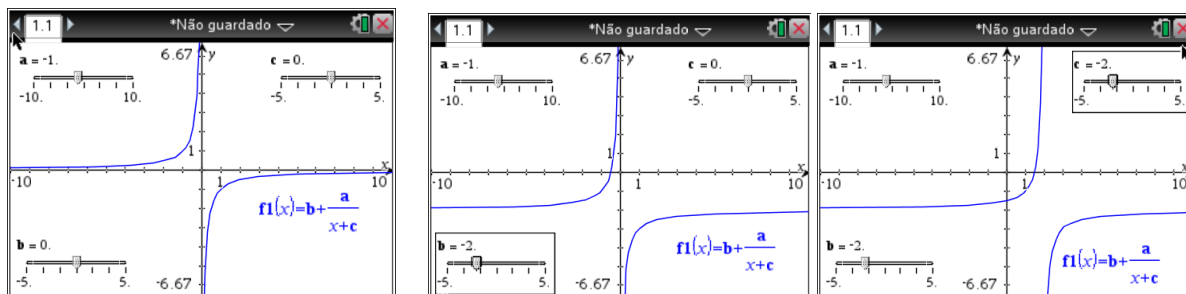 1.1 *Não guardado
6.67 y
a = -1. c = 0.
-10. 10. -5. 5.
1
x
-10 1 10
f1(x)=b+a/(x+c)
b = 0.
-5. 5. -6.67
1.1 *Não guardado
6.67 y
a = -1. c = 0.
-10. 10. -5. 5.
1
x
-10 1 10
b = -2. f1(x)=b+a/(x+c)
-5. 5. -6.67
1.1 *Não guardado
6.67 y
a = -1. c = -2.
-10. 10. -5. 5.
1
x
-10 1 10
b = -2. f1(x)=b+a/(x+c)
-5. 5. -6.67